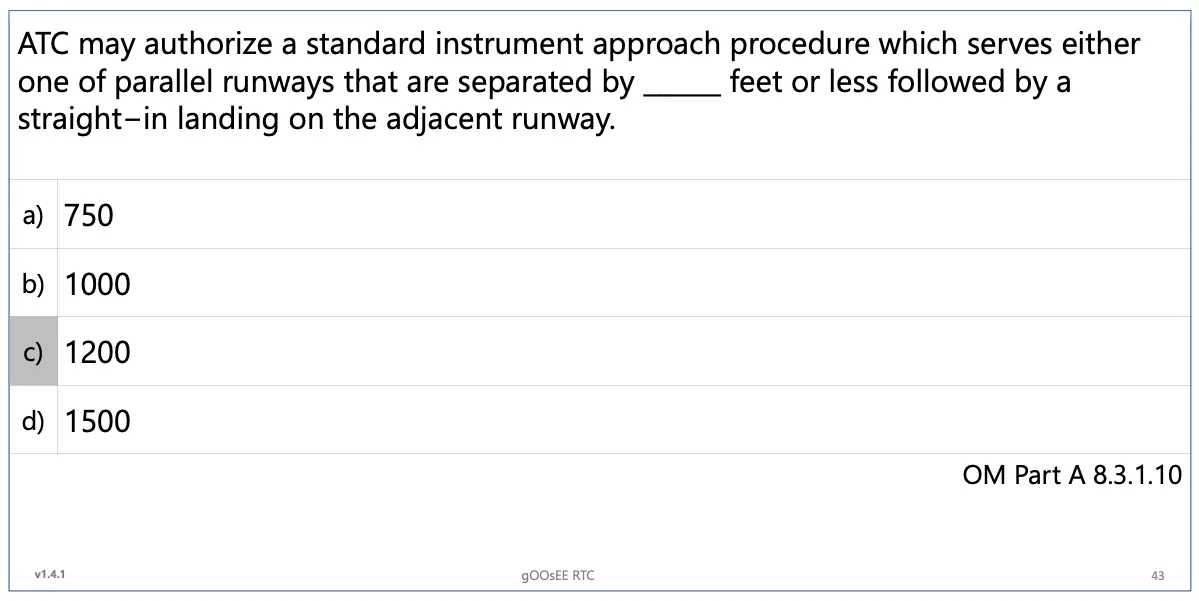 ATC may authorize a standard instrument approach procedure which serves either
one of parallel runways that are separated by ______ feet or less followed by a
straight–in landing on the adjacent runway.
a) 750
b) 1000
c) 1200
d) 1500
OM Part A 8.3.1.10
v1.4.1 gOOsEE RTC 43